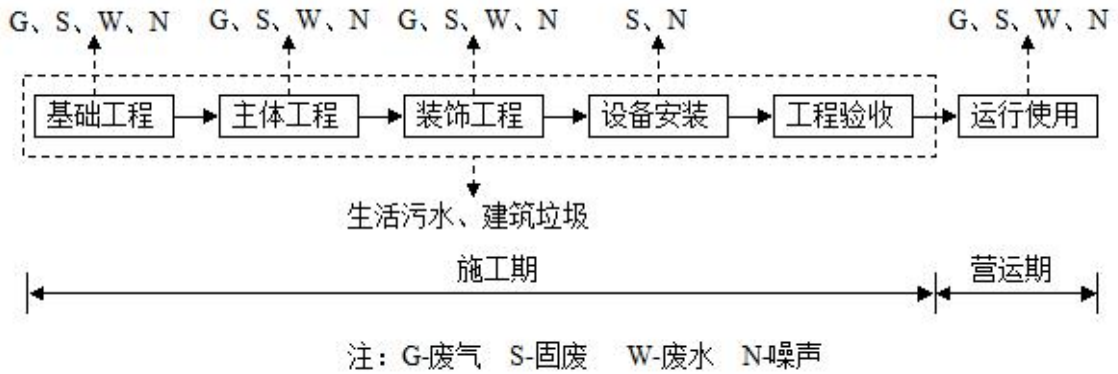 G、S、W、N G、S、W、N G、S、W、N S、N G、S、W、N
基础工程 主体工程 装饰工程 设备安装 工程验收 运行使用
生活污水、建筑垃圾
施工期 营运期
注：G-废气 S-固废 W-废水 N-噪声